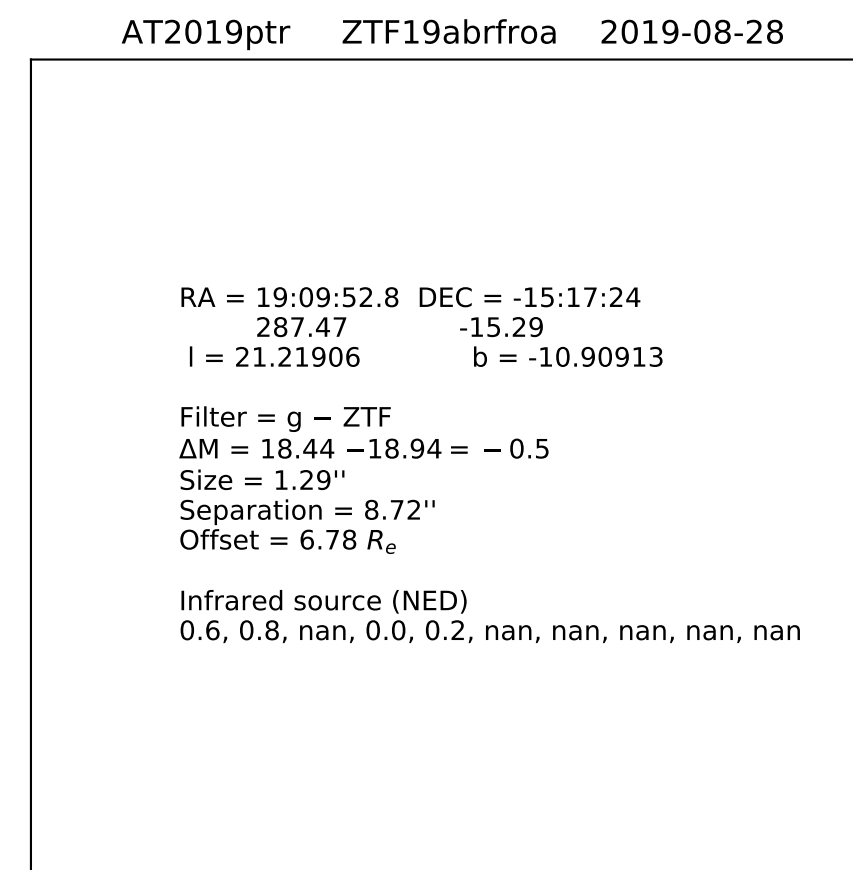 AT2019ptr ZTF19abrfroa 2019-08-28
RA = 19:09:52.8 DEC = -15:17:24
287.47 -15.29
l = 21.21906 b = -10.90913
Filter = g − ZTF
ΔM = 18.44 −18.94 = − 0.5
Size = 1.29''
Separation = 8.72''
Offset = 6.78 Re
Infrared source (NED)
0.6, 0.8, nan, 0.0, 0.2, nan, nan, nan, nan, nan